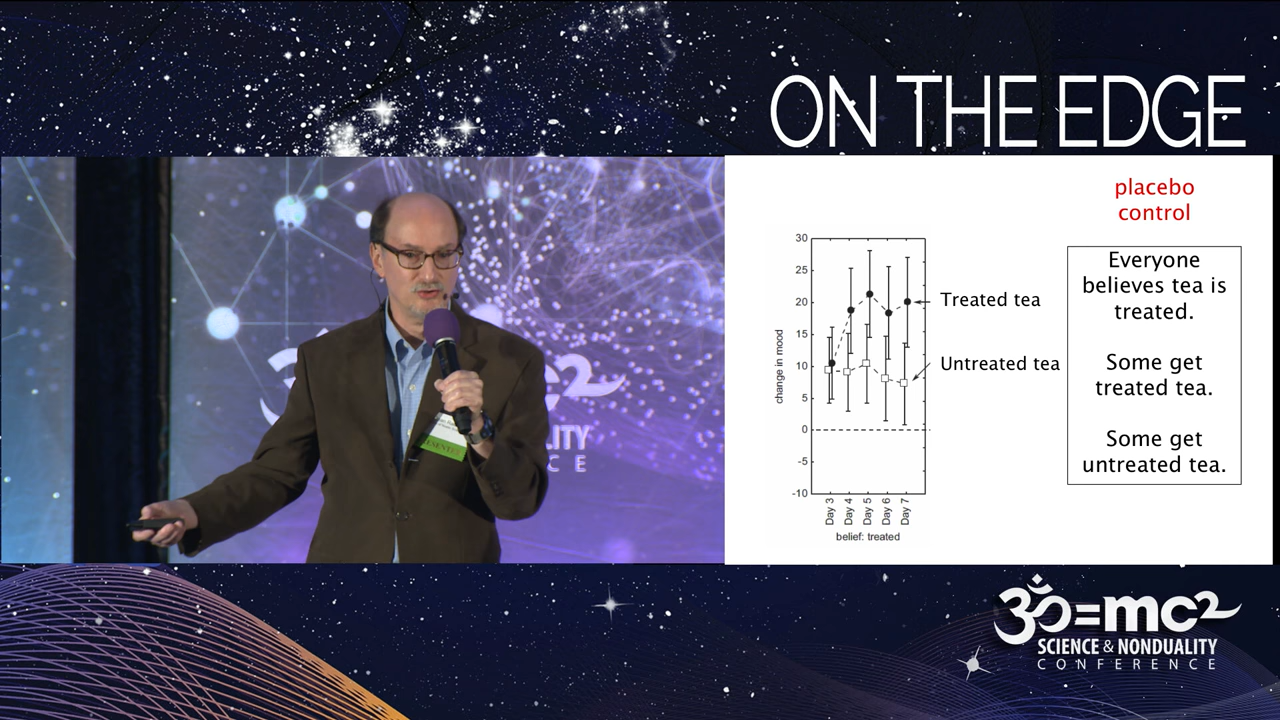 ON THE EDGE
placebo
control
30
25
20
15
10
5
0
-5
-10
change in mood
Day 3
Day 4
Day 5
Day 6
Day 7
belief: treated
Treated tea
Untreated tea
Everyone
believes tea is
treated.
Some get
treated tea.
Some get
untreated tea.
c2
LITY
C E
ॐ=mc2
SCIENCE & NONDUALITY
CONFERENCE